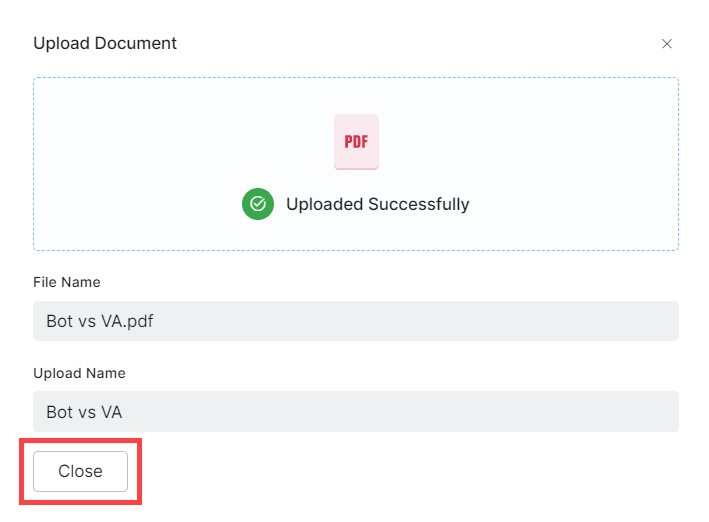 Upload Document
PDF
Uploaded Successfully
File Name
Bot vs VA.pdf
Upload Name
Bot vs VA
Close